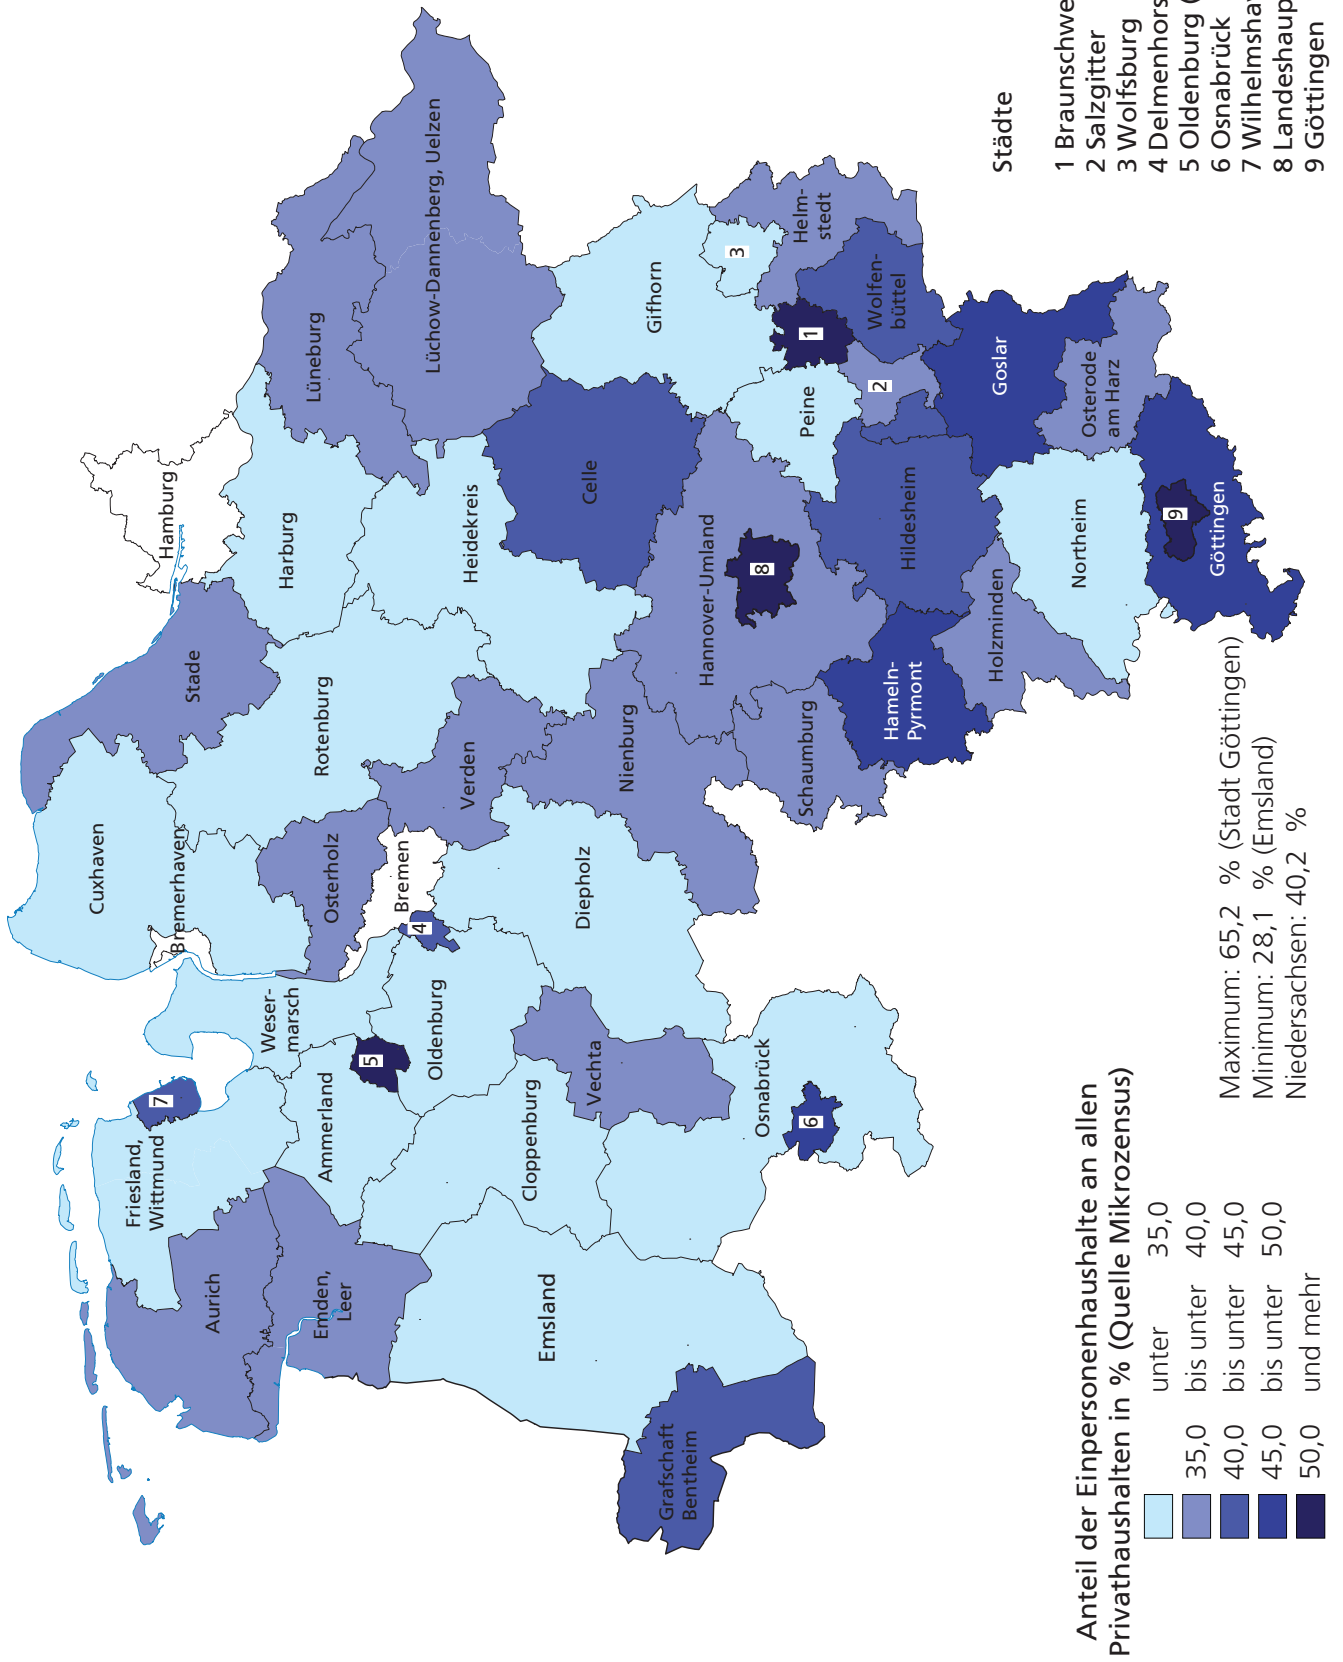 Hamburg
Stade
Cuxhaven
Bremerhaven
Harburg
Lüneburg
Lüchow-Dannenberg, Uelzen
Rotenburg
Heidekreis
Osterholz
Bremen
Verden
Celle
Gifhorn
Weser-
marsch
Friesland,
Wittmund
Aurich
Emden,
Leer
Ammerland
Oldenburg
Cloppenburg
Vechta
Diepholz
Nienburg
Emsland
Grafschaft
Bentheim
Osnabrück
Hannover-Umland
Schaumburg
Hameln-
Pyrmont
Hildesheim
Holzminden
Peine
Helm-
stedt
Wolfen-
büttel
Goslar
Osterode
am Harz
Northeim
Göttingen
1
2
3
4
5
6
7
8
9
Städte
1 Braunschwe
2 Salzgitter
3 Wolfsburg
4 Delmenhors
5 Oldenburg (
6 Osnabrück
7 Wilhelmsha
8 Landeshaup
9 Göttingen
Anteil der Einpersonenhaushalte an allen
Privathaushalten in % (Quelle Mikrozensus)
unter 35,0
35,0 bis unter 40,0
40,0 bis unter 45,0
45,0 bis unter 50,0
50,0 und mehr
Maximum: 65,2 % (Stadt Göttingen)
Minimum: 28,1 % (Emsland)
Niedersachsen: 40,2 %